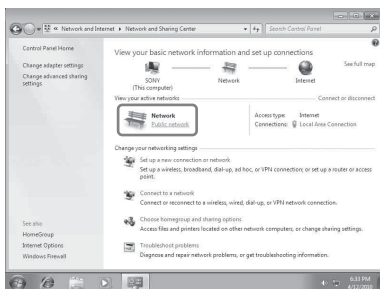 Network and Internet ▸ Network and Sharing Center
Search Control Panel
Control Panel Home
Change adapter settings
Change advanced sharing
settings
View your basic network information and set up connections
See full map
SONY
(This computer)
Network
Internet
View your active networks
Connect or disconnect
Network
Public network
Access type: Internet
Connections: Local Area Connection
Change your networking settings
Set up a new connection or network
Set up a wireless, broadband, dial-up, ad hoc, or VPN connection; or set up a router or access
point.
Connect to a network
Connect or reconnect to a wireless, wired, dial-up, or VPN network connection.
Choose homegroup and sharing options
Access files and printers located on other network computers, or change sharing settings.
Troubleshoot problems
Diagnose and repair network problems, or get troubleshooting information.
See also
HomeGroup
Internet Options
Windows Firewall
6:33 PM
4/12/2010